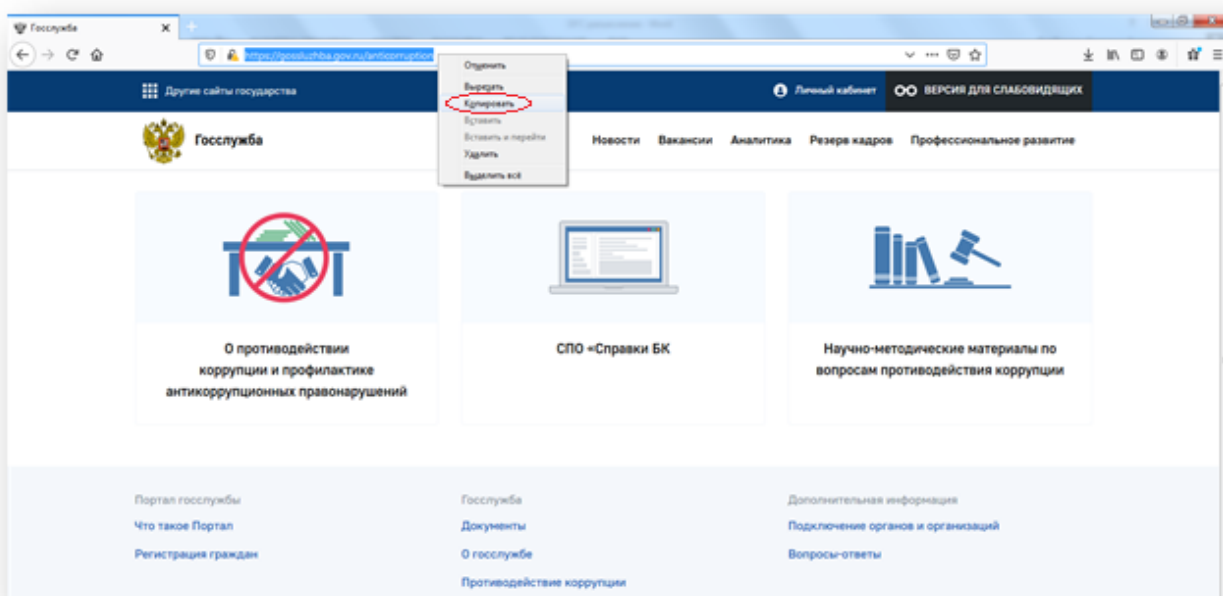 Госслужба
https://gossluzhba.gov.ru/anticorruption
Отменить
Вырезать
Копировать
Вставить
Вставить и перейти
Удалить
Выделить всё
Другие сайты государства
Личный кабинет
ВЕРСИЯ ДЛЯ СЛАБОВИДЯЩИХ
Госслужба
Новости Вакансии Аналитика Резерв кадров Профессиональное развитие
О противодействии
коррупции и профилактике
антикоррупционных правонарушений
СПО «Справки БК
Научно-методические материалы по
вопросам противодействия коррупции
Портал госслужбы
Что такое Портал
Регистрация граждан
Госслужба
Документы
О госслужбе
Противодействие коррупции
Дополнительная информация
Подключение органов и организаций
Вопросы-ответы